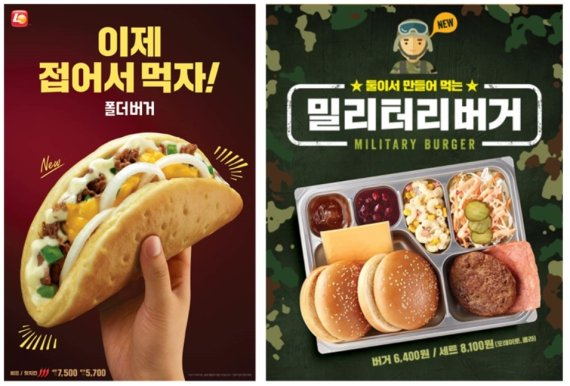 이제
접어서 먹자!
폴더버거
New
₩7,500 ₩5,700
NEW
둘이서 만들어 먹는
밀리터리버거
MILITARY BURGER
버거 6,400원 / 세트 8,100원